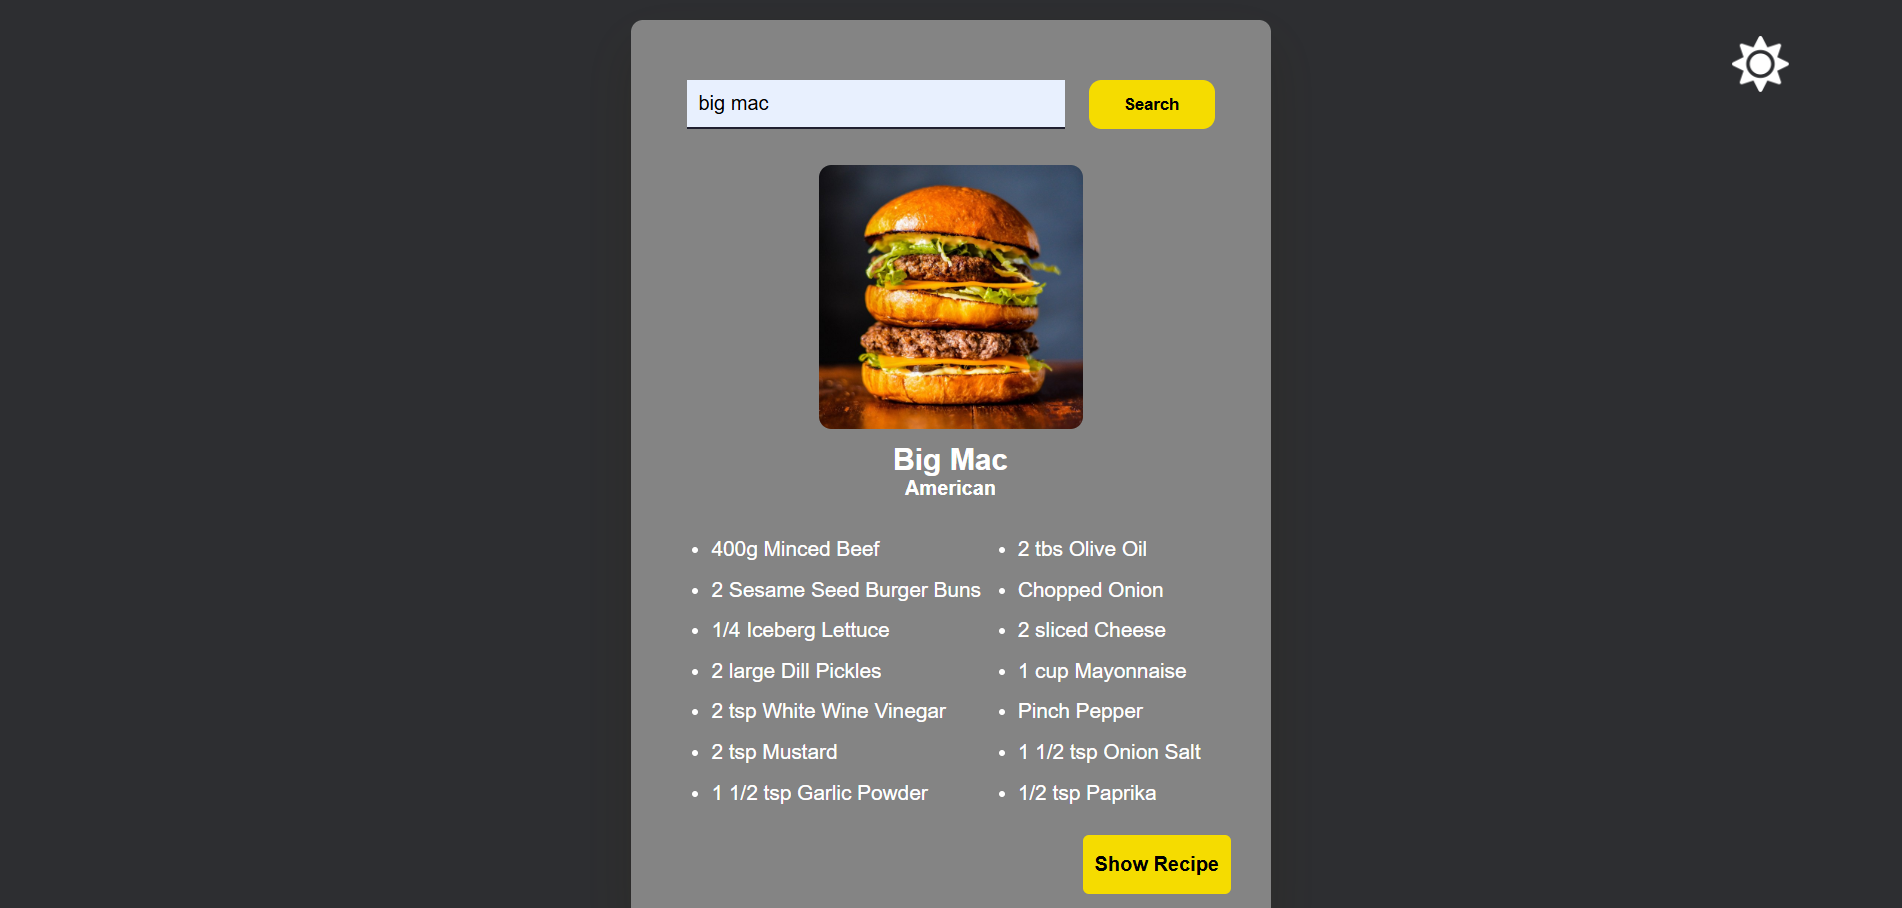 big mac
Search
Big Mac
American
400g Minced Beef
2 Sesame Seed Burger Buns
1/4 Iceberg Lettuce
2 large Dill Pickles
2 tsp White Wine Vinegar
2 tsp Mustard
1 1/2 tsp Garlic Powder
2 tbs Olive Oil
Chopped Onion
2 sliced Cheese
1 cup Mayonnaise
Pinch Pepper
1 1/2 tsp Onion Salt
1/2 tsp Paprika
Show Recipe